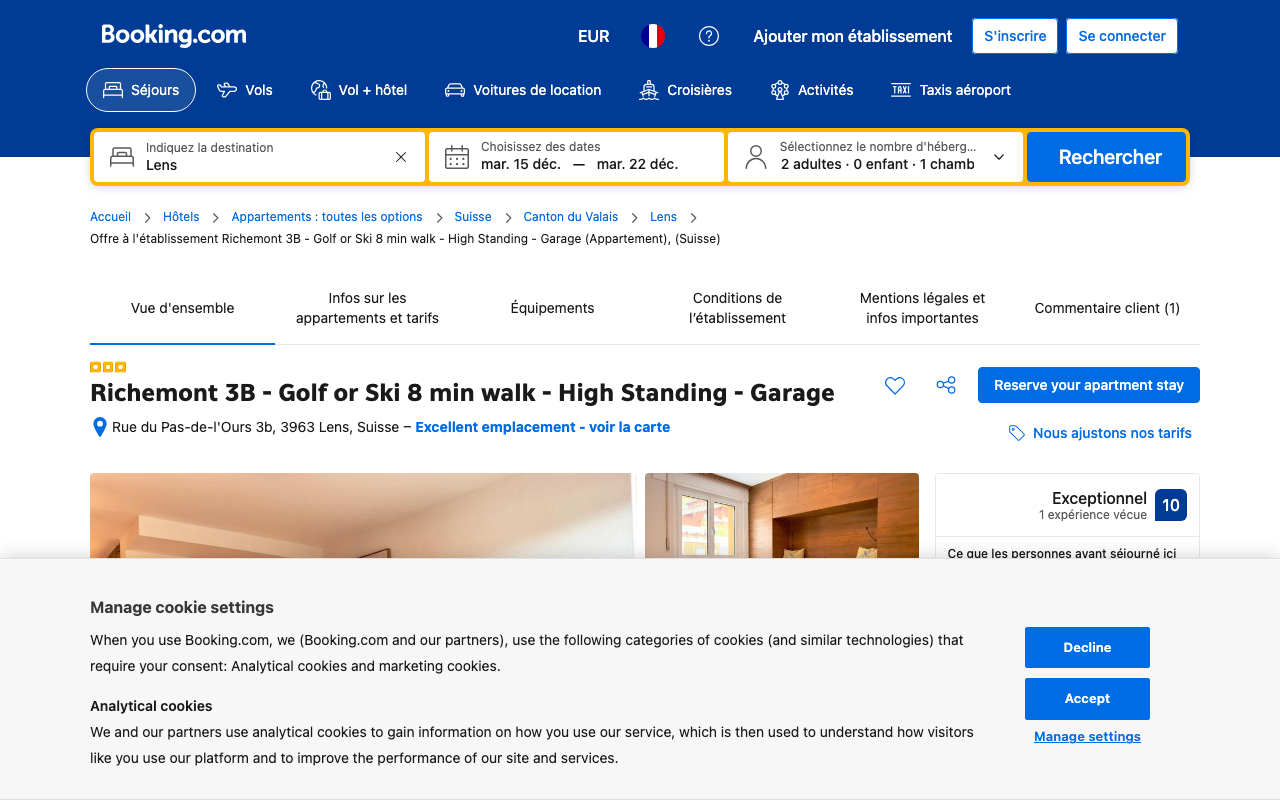 Booking.com
EUR
Ajouter mon établissement
S'inscrire
Se connecter
Séjours
Vols
Vol + hôtel
Voitures de location
Croisières
Activités
TAXI
Taxis aéroport
Indiquez la destination
Lens
Choisissez des dates
mar. 15 déc. — mar. 22 déc.
Sélectionnez le nombre d'héberg...
2 adultes · 0 enfant · 1 chamb
Rechercher
Accueil
Hôtels
Appartements : toutes les options
Suisse
Canton du Valais
Lens
Offre à l'établissement Richemont 3B - Golf or Ski 8 min walk - High Standing - Garage (Appartement), (Suisse)
Vue d'ensemble
Infos sur les
appartements et tarifs
Équipements
Conditions de
l'établissement
Mentions légales et
infos importantes
Commentaire client (1)
Richemont 3B - Golf or Ski 8 min walk - High Standing - Garage
Reserve your apartment stay
Rue du Pas-de-l'Ours 3b, 3963 Lens, Suisse – Excellent emplacement - voir la carte
Nous ajustons nos tarifs
Exceptionnel
1 expérience vécue
10
Ce que les personnes ayant séjourné ici
Manage cookie settings
When you use Booking.com, we (Booking.com and our partners), use the following categories of cookies (and similar technologies) that
require your consent: Analytical cookies and marketing cookies.
Analytical cookies
We and our partners use analytical cookies to gain information on how you use our service, which is then used to understand how visitors
like you use our platform and to improve the performance of our site and services.
Decline
Accept
Manage settings